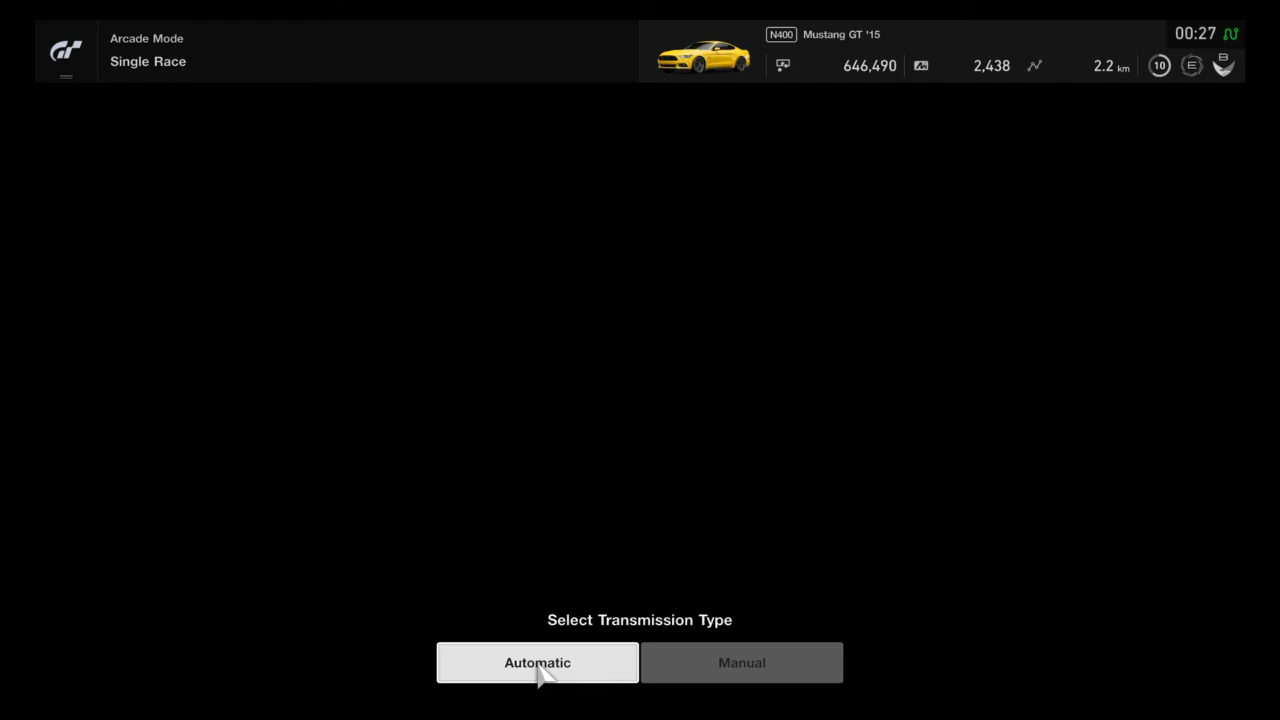 Arcade Mode
Single Race
N400 Mustang GT '15
646,490 2,438 2.2 km 10 E B
00:27
Select Transmission Type
Automatic Manual